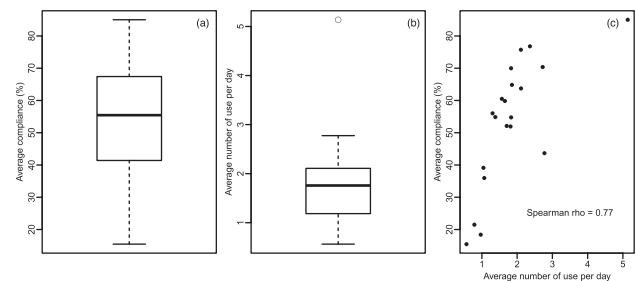 (a)
Average compliance (%)
80
70
60
50
40
30
20
(b)
Average number of use per day
5
4
3
2
1
(c)
Average compliance (%)
80
70
60
50
40
30
20
Spearman rho = 0.77
1 2 3 4 5
Average number of use per day